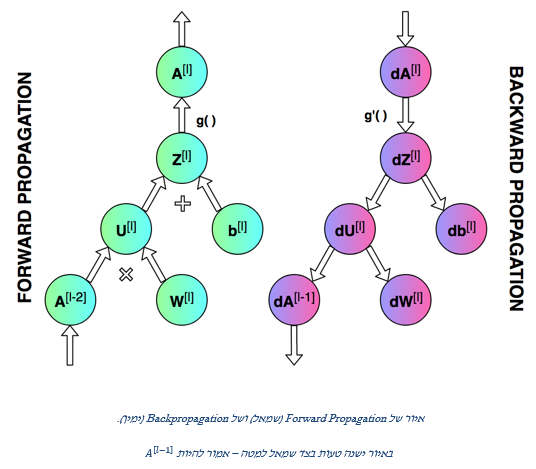 FORWARD PROPAGATION
A[l]
g( )
Z[l]
U[l]
b[l]
A[l-2]
W[l]
BACKWARD PROPAGATION
dA[l]
g'( )
dZ[l]
dU[l]
db[l]
dA[l-1]
dW[l]
איור של Forward Propagation (שמאל) ושל Backpropagation (ימין).
באיור ישנה טעות בצד שמאל למטה – אמור להיות A[l−1]